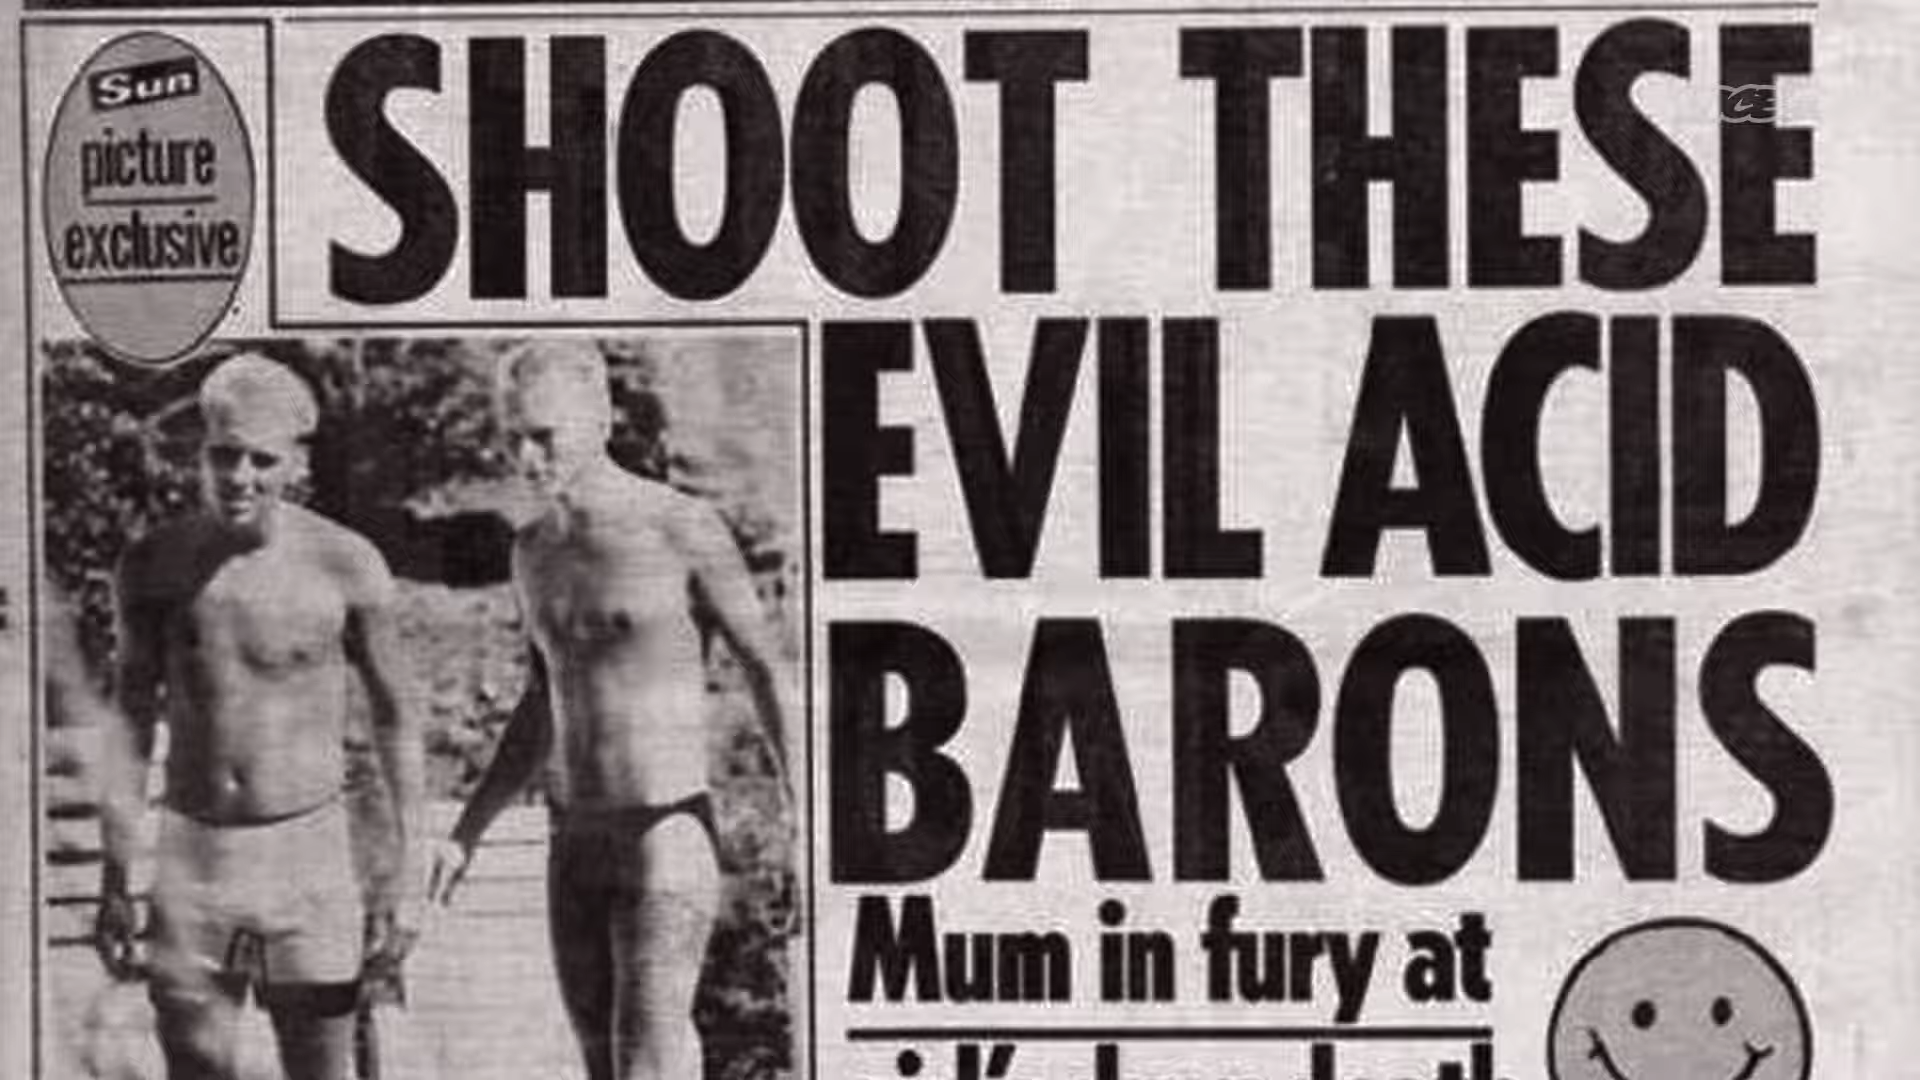 Sun
picture
exclusive
SHOOT THESE
EVIL ACID
BARONS
Mum in fury at